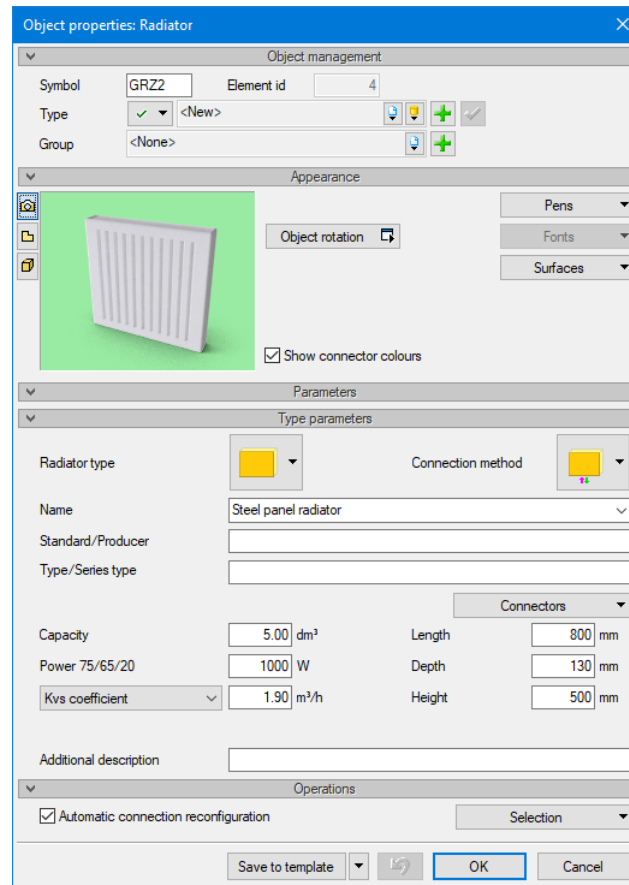 Object properties: Radiator
Object management
Symbol GRZ2 Element id 4
Type <New>
Group <None>
Appearance
Pens
Object rotation Fonts
Surfaces
Show connector colours
Parameters
Type parameters
Radiator type Connection method
Name Steel panel radiator
Standard/Producer
Type/Series type
Connectors
Capacity 5.00 dm³ Length 800 mm
Power 75/65/20 1000 W Depth 130 mm
Kvs coefficient 1.90 m³/h Height 500 mm
Additional description
Operations
Automatic connection reconfiguration Selection
Save to template OK Cancel